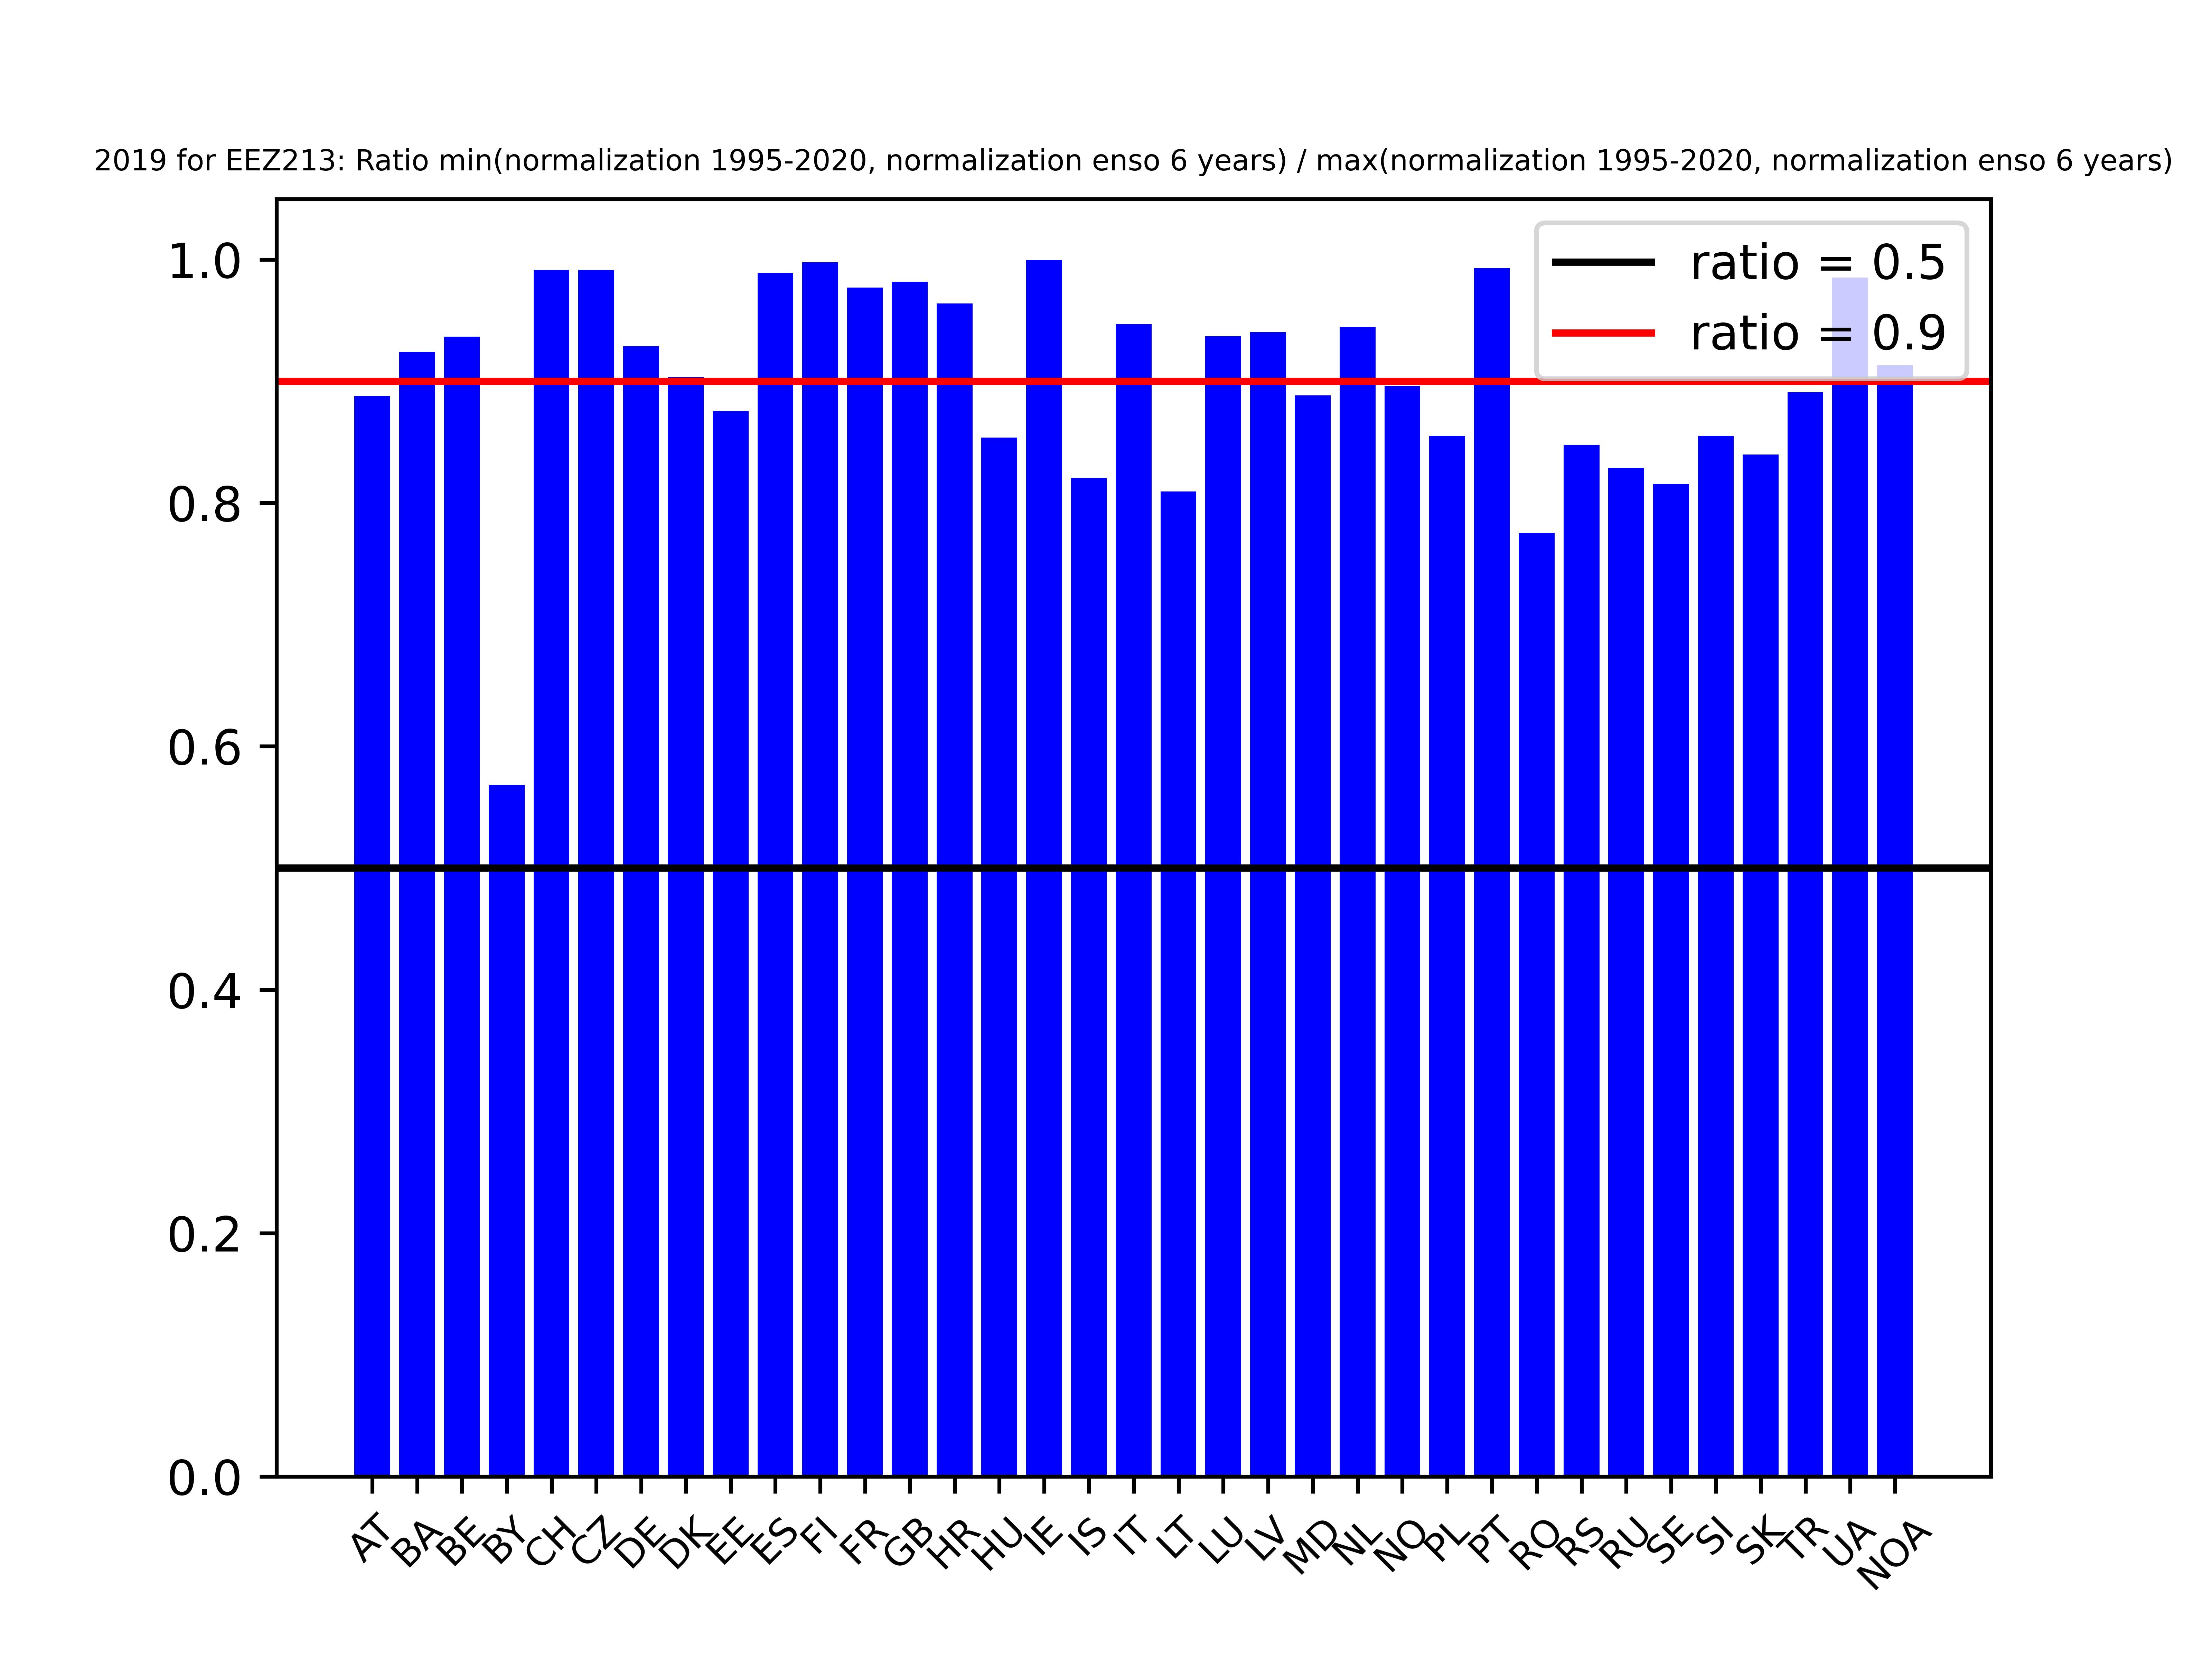 2019 for EEZ213: Ratio min(normalization 1995-2020, normalization enso 6 years) / max(normalization 1995-2020, normalization enso 6 years)
ratio = 0.5
ratio = 0.9
1.0
0.8
0.6
0.4
0.2
0.0
AT BA BE BY CH CZ DE DK EE ES FI FR GB HR HU IE IS IT LT LU LV MD NL NO PL PT RO RS RU SE SI SK TR UA NOA